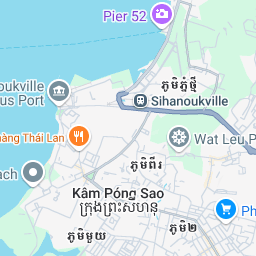 Pier 52
ភូមិភូថ្មី
noukville
us Port
Sihanoukville
hàng Thái Lan
Wat Leu P
ភូមិពីរ
ach
Kâm Póng Sao
ក្រុងព្រះសីហនុ
Ph
ភូមិមួយ
ភូមិ២